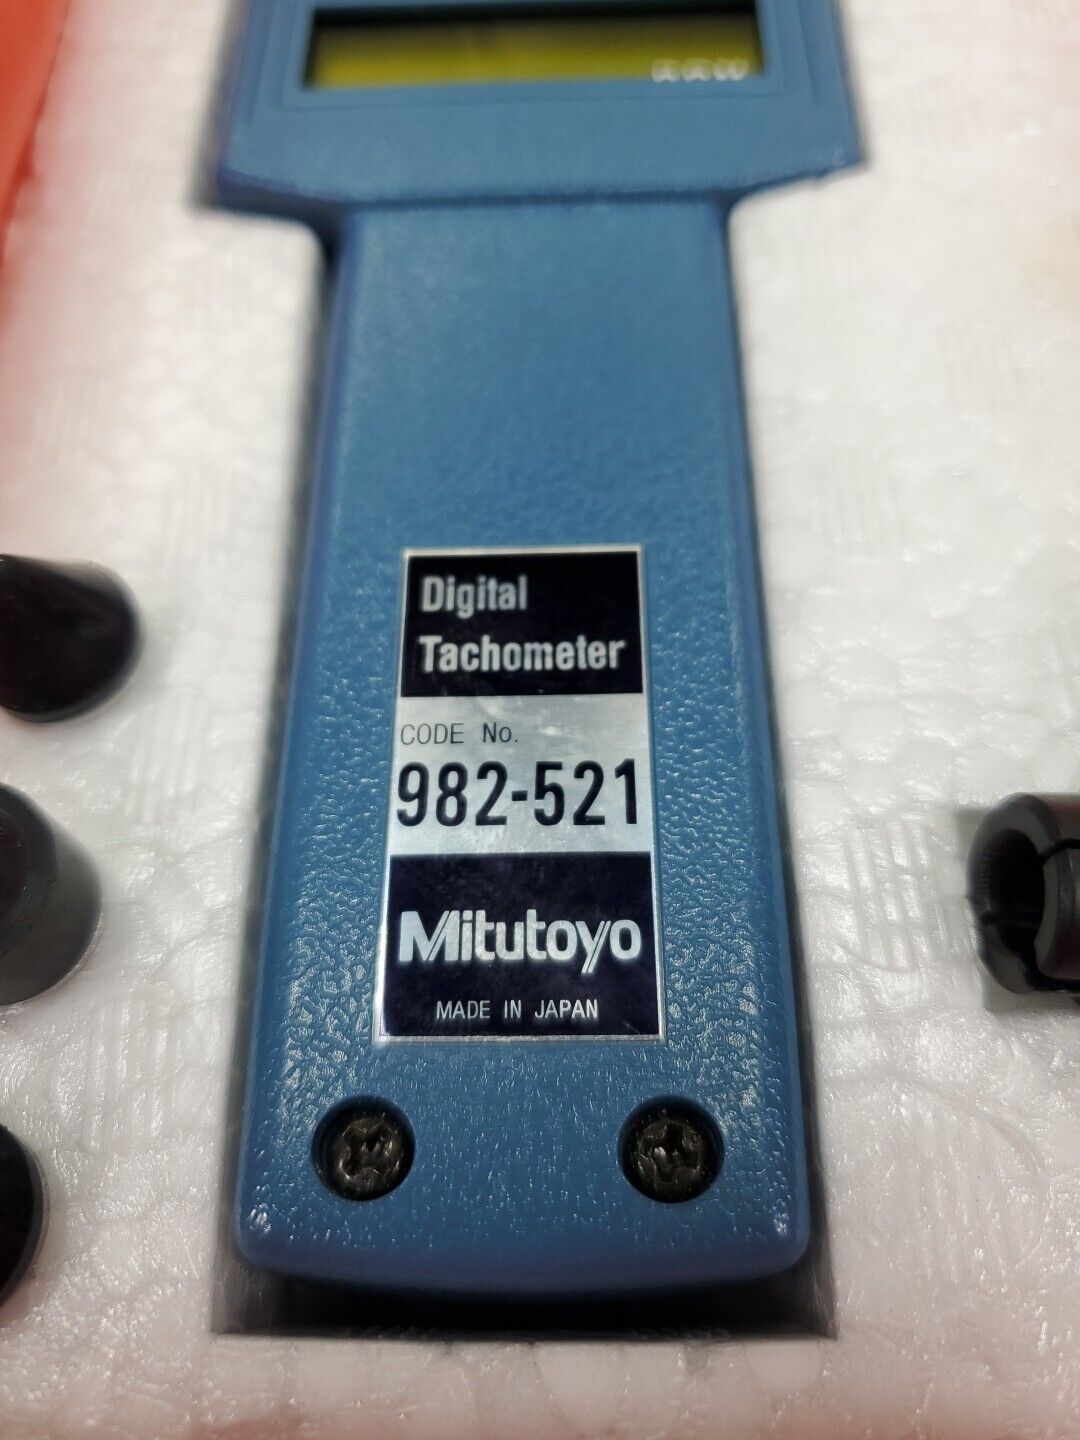 Digital
Tachometer
CODE No.
982-521
Mitutoyo
MADE IN JAPAN